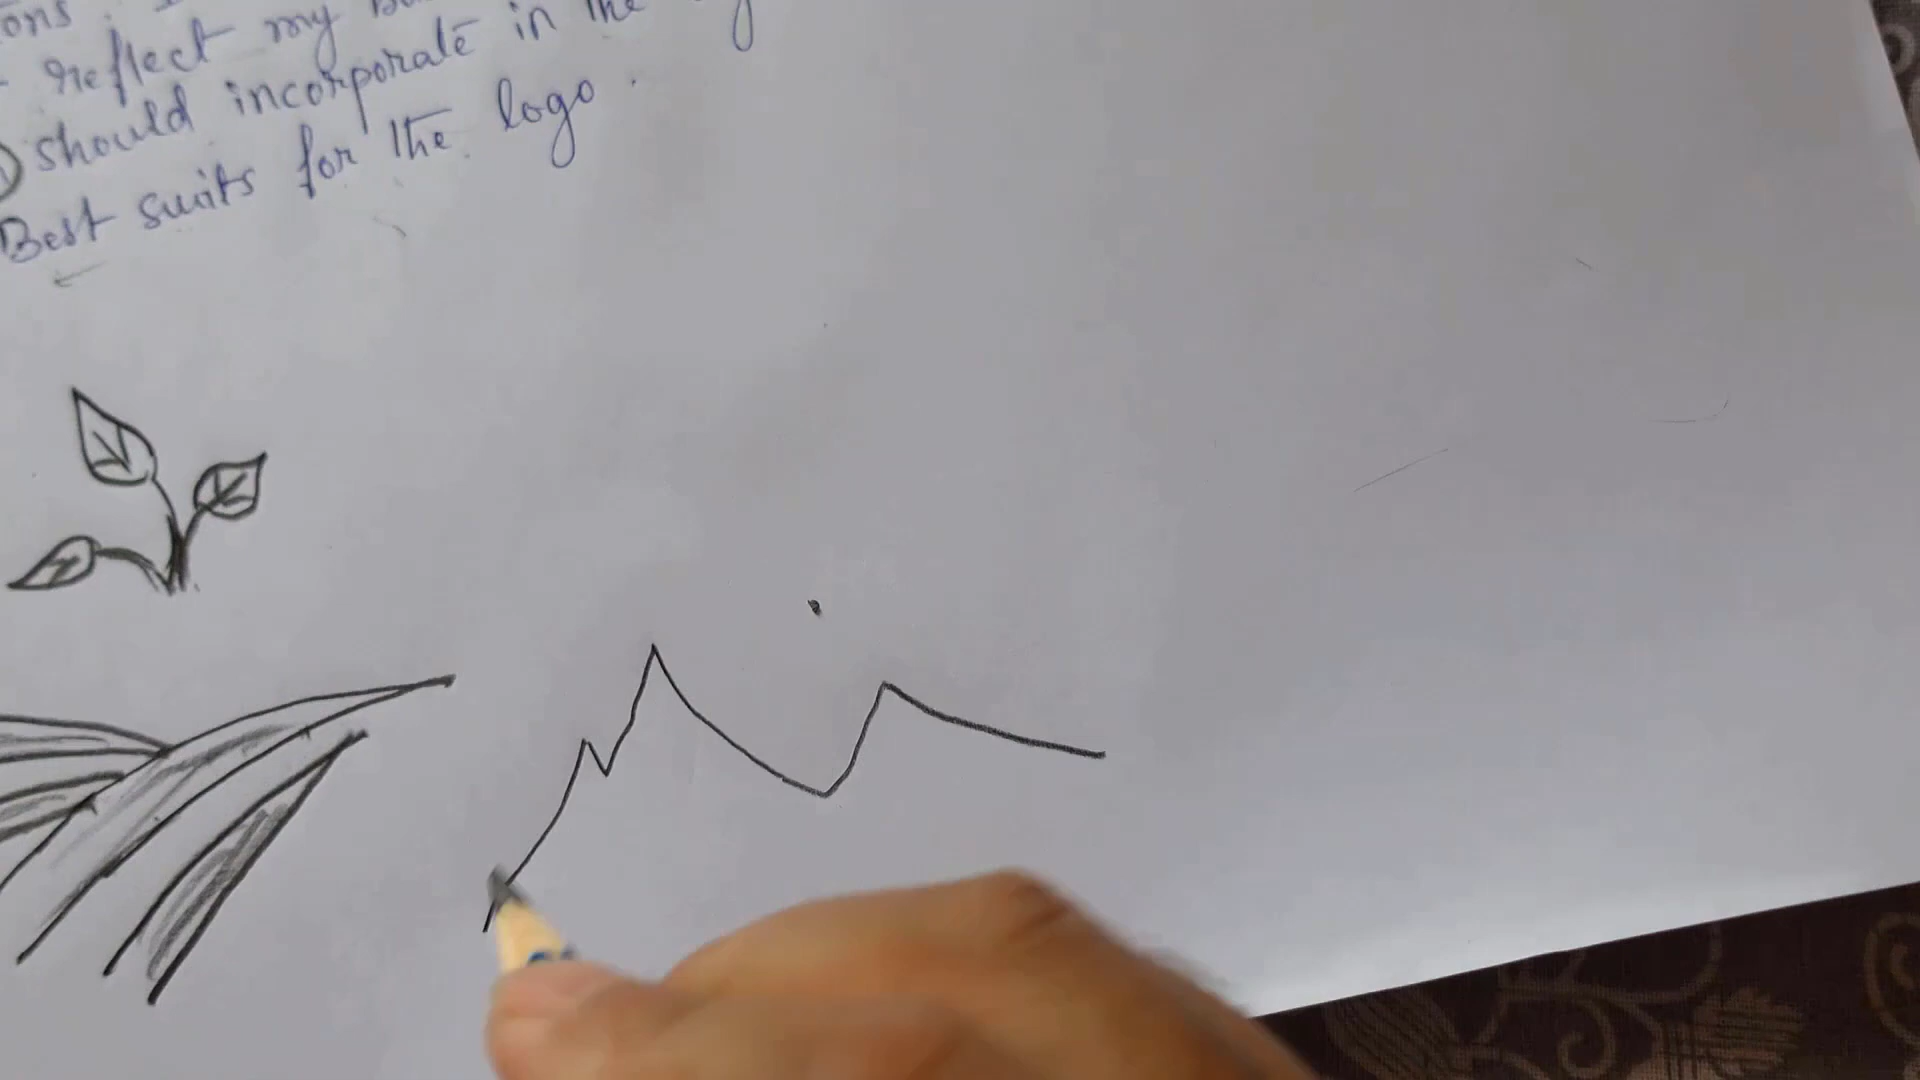 ons.
reflect my
should incorporate in the
Best suits for the logo.